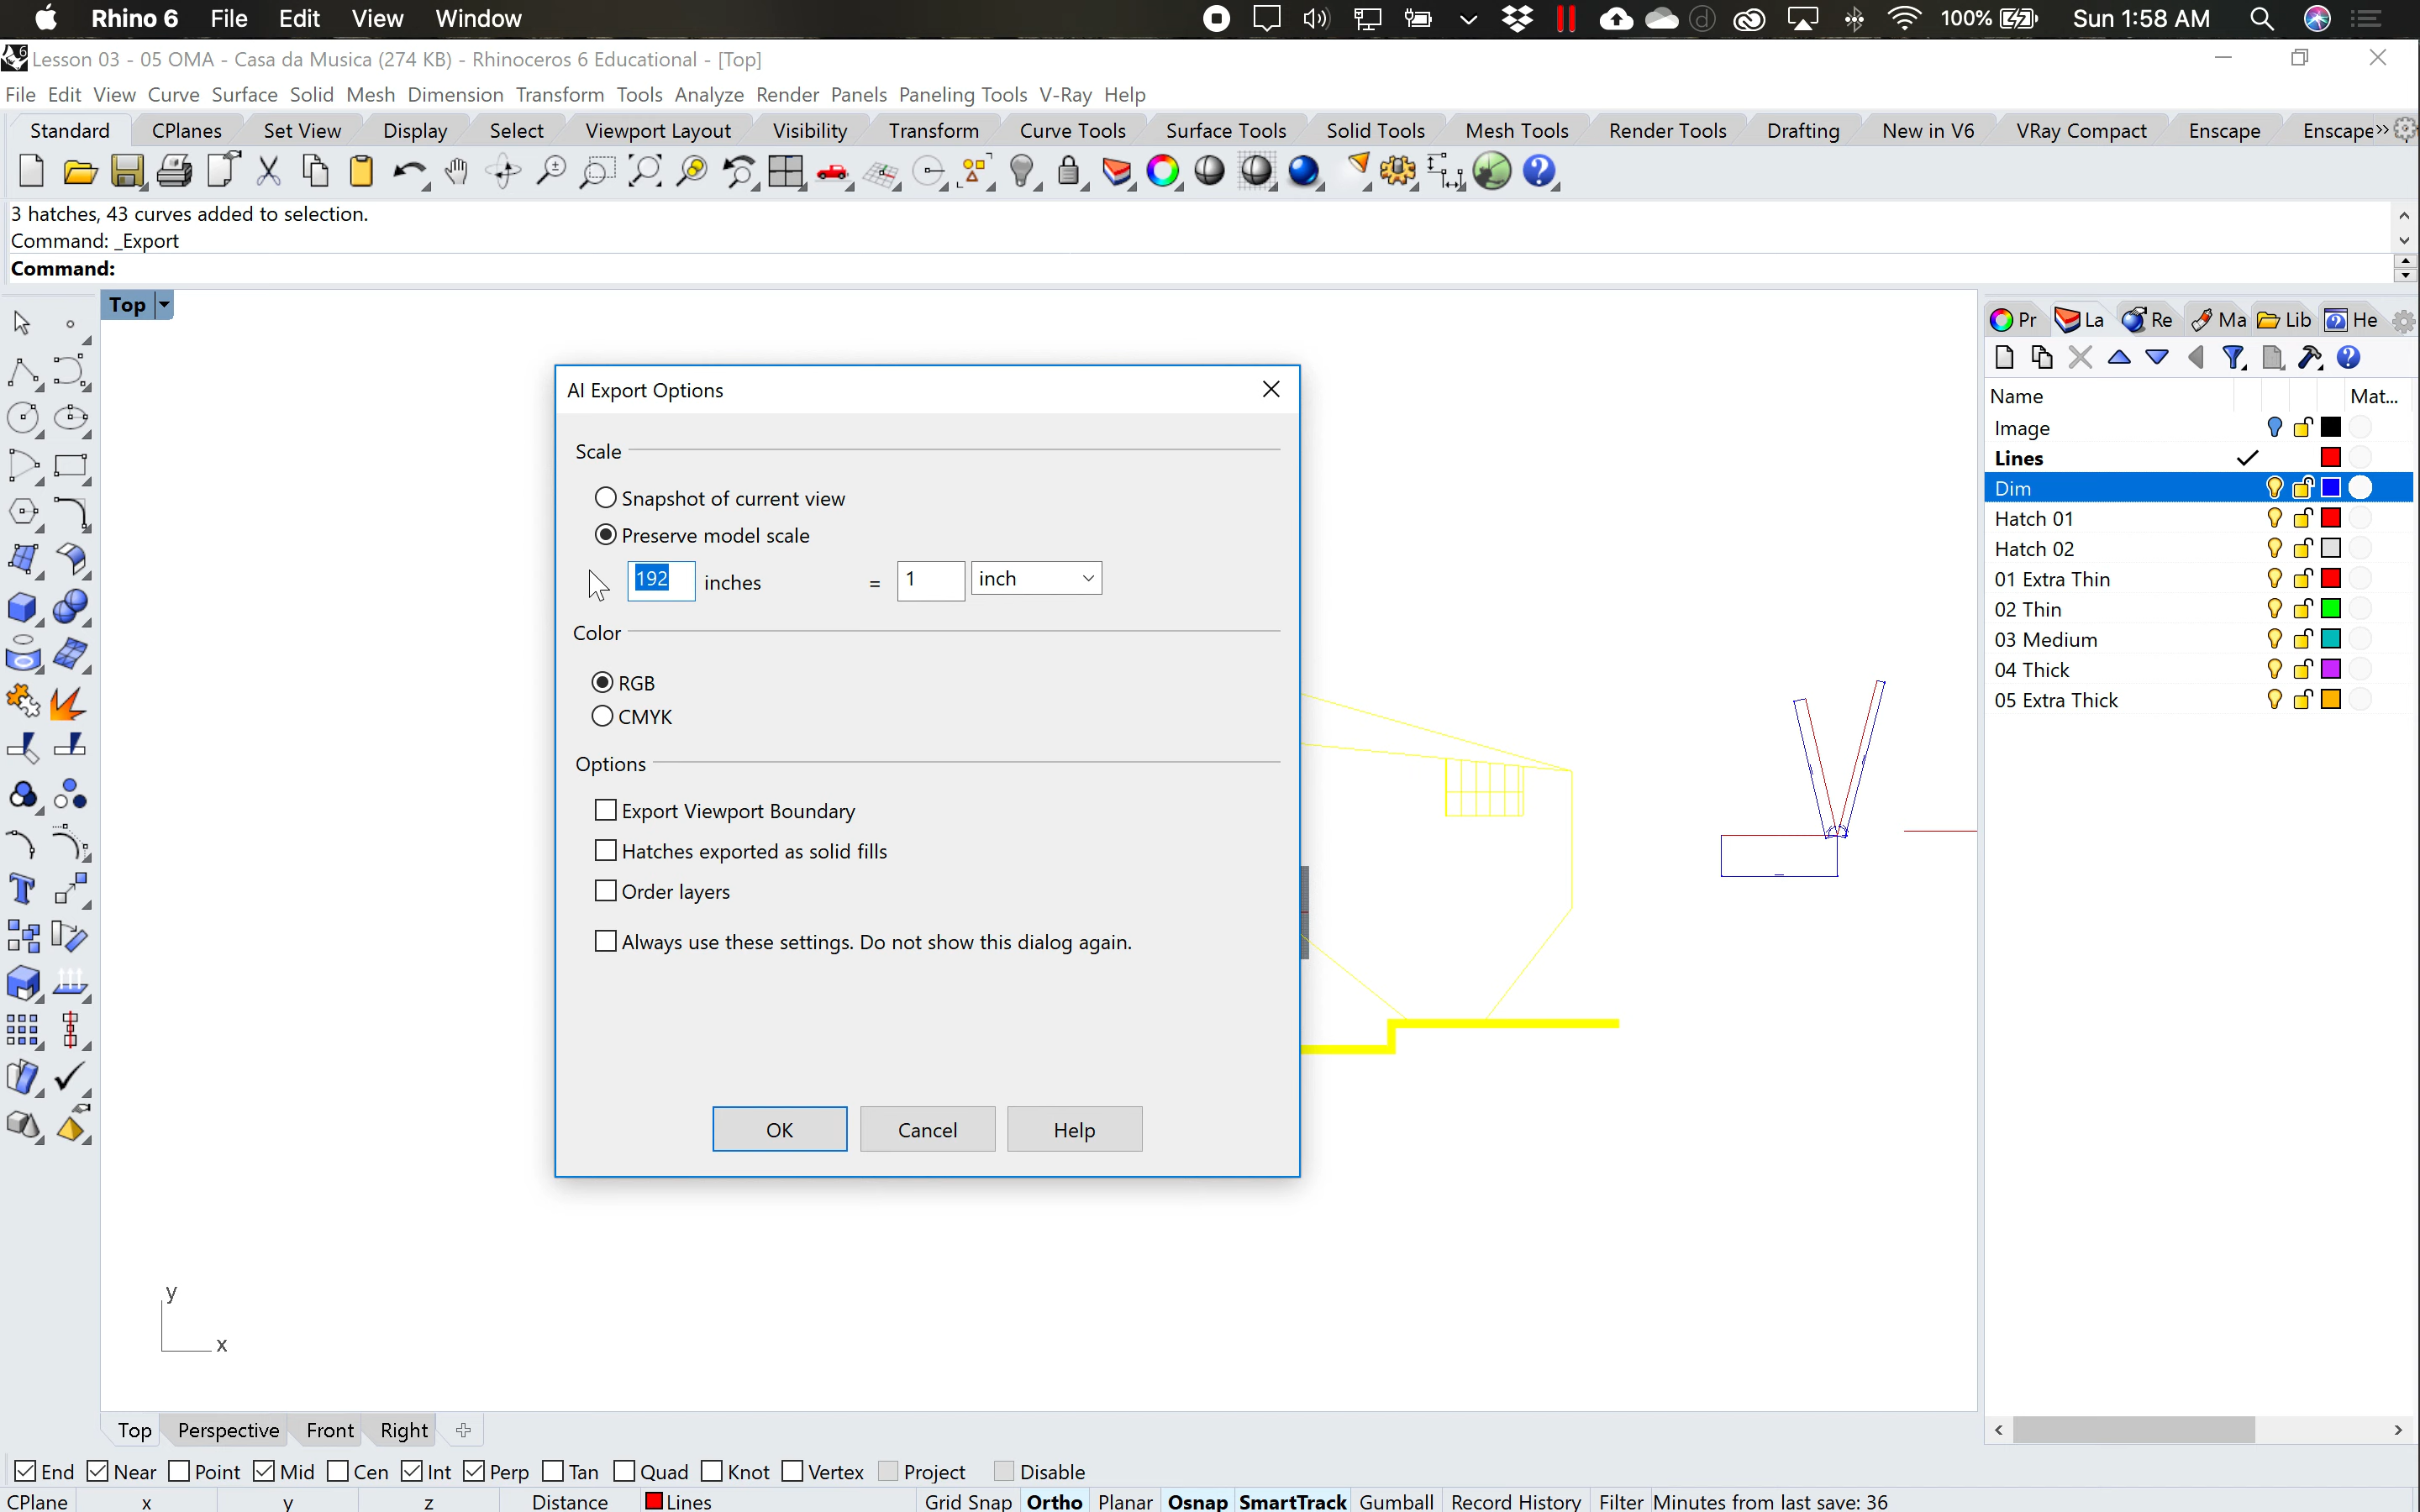 Rhino 6 File Edit View Window 100% Sun 1:58 AM
Lesson 03 - 05 OMA - Casa da Musica (274 KB) - Rhinoceros 6 Educational - [Top]
File Edit View Curve Surface Solid Mesh Dimension Transform Tools Analyze Render Panels Paneling Tools V-Ray Help
Standard CPlanes Set View Display Select Viewport Layout Visibility Transform Curve Tools Surface Tools Solid Tools Mesh Tools Render Tools Drafting New in V6 VRay Compact Enscape Enscape»
3 hatches, 43 curves added to selection.
Command: _Export
Command:
Top
Pr La Re Ma Lib He
Name Mat...
Image
Lines
Dim
Hatch 01
Hatch 02
01 Extra Thin
02 Thin
03 Medium
04 Thick
05 Extra Thick
AI Export Options
Scale
Snapshot of current view
Preserve model scale
192 inches = 1 inch
Color
RGB
CMYK
Options
Export Viewport Boundary
Hatches exported as solid fills
Order layers
Always use these settings. Do not show this dialog again.
OK Cancel Help
y
x
Top Perspective Front Right
End Near Point Mid Cen Int Perp Tan Quad Knot Vertex Project Disable
CPlane x y z Distance Lines Grid Snap Ortho Planar Osnap SmartTrack Gumball Record History Filter Minutes from last save: 36